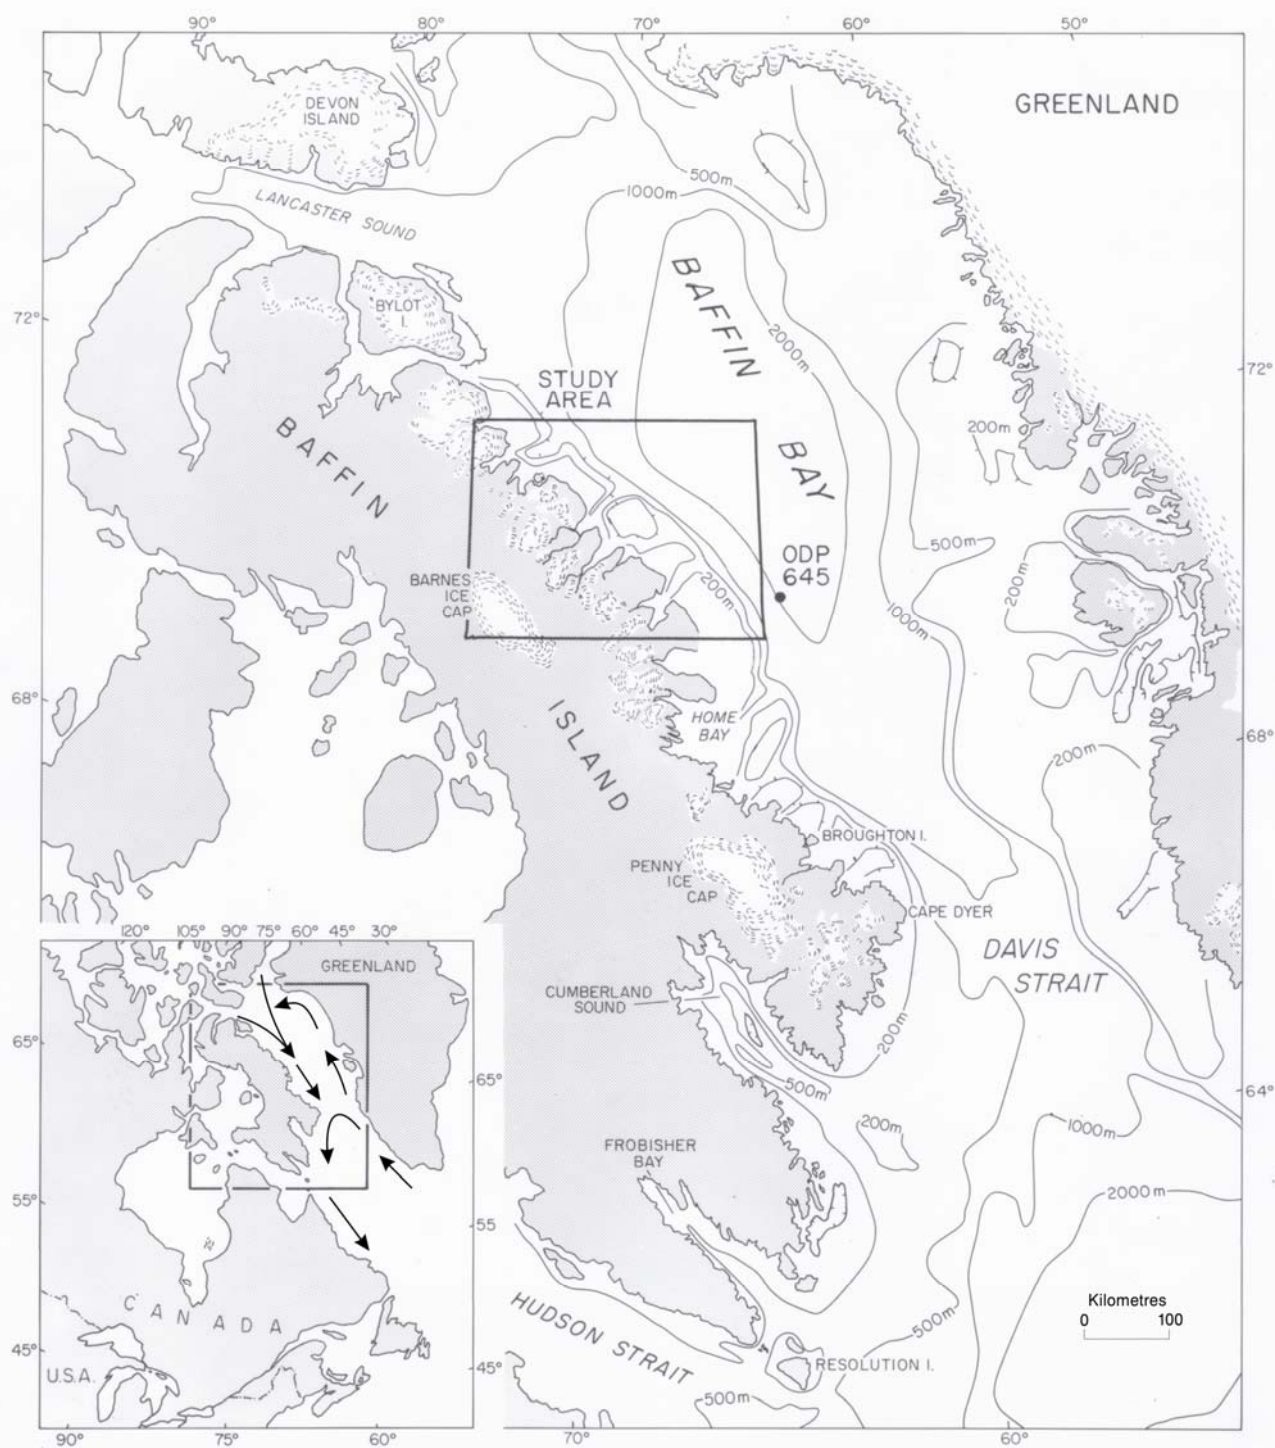 90°
80°
70°
60°
50°
DEVON
ISLAND
GREENLAND
LANCASTER SOUND
500m
1000m
BYLOT
I.
72°
BAFFIN
BAY
2000m
72°
STUDY
AREA
200m
BAFFIN
ISLAND
ODP
645
500m
200m
BARNES
ICE
CAP
200m
1000m
68°
HOME
BAY
68°
200m
BROUGHTON I.
PENNY
ICE
CAP
CAPE DYER
DAVIS
STRAIT
CUMBERLAND
SOUND
200m
500m
64°
200m
1000m
FROBISHER
BAY
2000m
HUDSON STRAIT
500m
RESOLUTION I.
500m
Kilometres
0 100
70°
60°
120° 105° 90° 75° 60° 45° 30°
GREENLAND
65°
65°
55°
55
CANADA
45°
45°
U.S.A.
90°
75°
60°